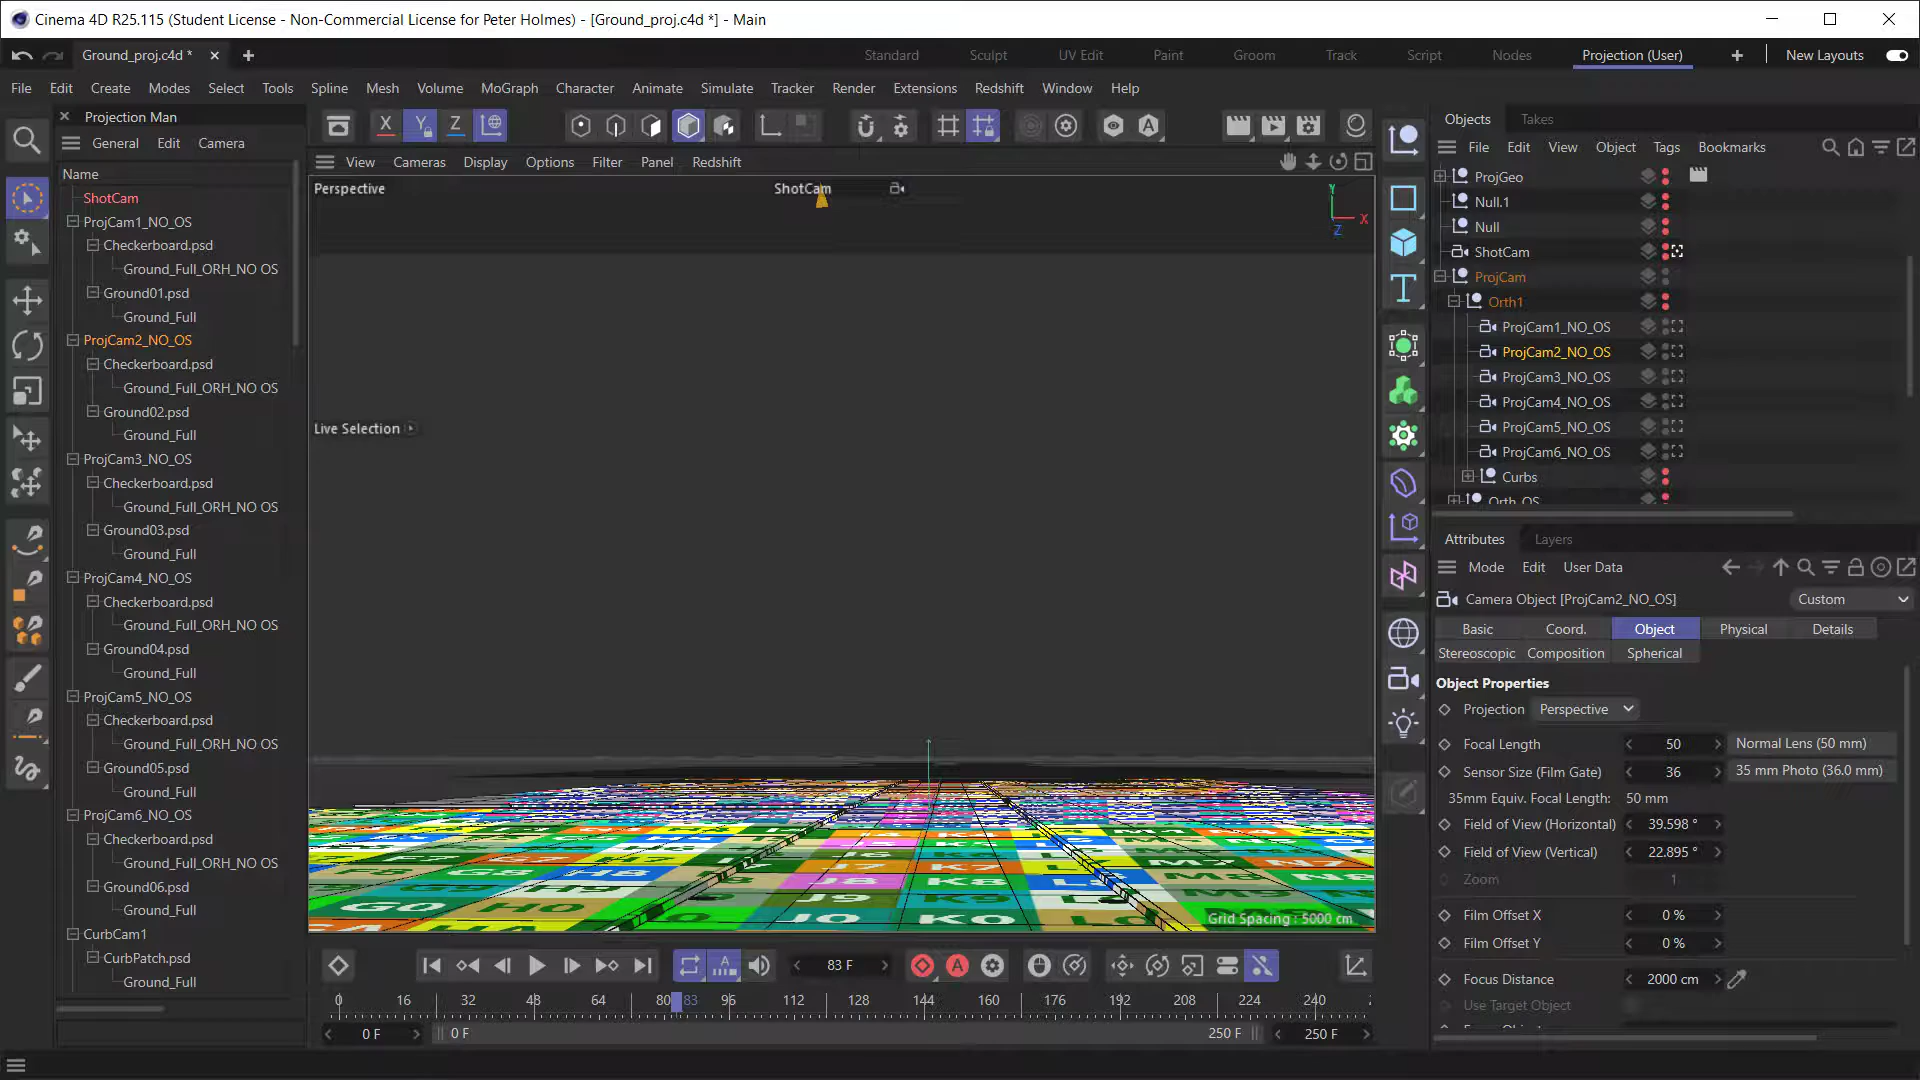 Cinema 4D R25.115 (Student License - Non-Commercial License for Peter Holmes) - [Ground_proj.c4d *] - Main
Ground_proj.c4d *
Standard Sculpt UV Edit Paint Groom Track Script Nodes Projection (User) New Layouts
File Edit Create Modes Select Tools Spline Mesh Volume MoGraph Character Animate Simulate Tracker Render Extensions Redshift Window Help
Projection Man
General Edit Camera
Name
ShotCam
ProjCam1_NO_OS
Checkerboard.psd
Ground_Full_ORH_NO OS
Ground01.psd
Ground_Full
ProjCam2_NO_OS
Checkerboard.psd
Ground_Full_ORH_NO OS
Ground02.psd
Ground_Full
ProjCam3_NO_OS
Checkerboard.psd
Ground_Full_ORH_NO OS
Ground03.psd
Ground_Full
ProjCam4_NO_OS
Checkerboard.psd
Ground_Full_ORH_NO OS
Ground04.psd
Ground_Full
ProjCam5_NO_OS
Checkerboard.psd
Ground_Full_ORH_NO OS
Ground05.psd
Ground_Full
ProjCam6_NO_OS
Checkerboard.psd
Ground_Full_ORH_NO OS
Ground06.psd
Ground_Full
CurbCam1
CurbPatch.psd
Ground_Full
X Y Z
View Cameras Display Options Filter Panel Redshift
Perspective
ShotCam
Y
X
Z
Live Selection
K7
J8 K8
G0 H0 J9 K9
J0 K0 L0
Grid Spacing : 5000 cm
83 F
0 16 32 48 64 80 83 96 112 128 144 160 176 192 208 224 240
0 F 0 F 250 F 250 F
Objects Takes
File Edit View Object Tags Bookmarks
ProjGeo
Null.1
Null
ShotCam
ProjCam
Orth1
ProjCam1_NO_OS
ProjCam2_NO_OS
ProjCam3_NO_OS
ProjCam4_NO_OS
ProjCam5_NO_OS
ProjCam6_NO_OS
Curbs
Orth_OS
Attributes Layers
Mode Edit User Data
Camera Object [ProjCam2_NO_OS] Custom
Basic Coord. Object Physical Details
Stereoscopic Composition Spherical
Object Properties
Projection Perspective
Focal Length 50 Normal Lens (50 mm)
Sensor Size (Film Gate) 36 35 mm Photo (36.0 mm)
35mm Equiv. Focal Length: 50 mm
Field of View (Horizontal) 39.598 °
Field of View (Vertical) 22.895 °
Zoom 1
Film Offset X 0 %
Film Offset Y 0 %
Focus Distance 2000 cm
Use Target Object